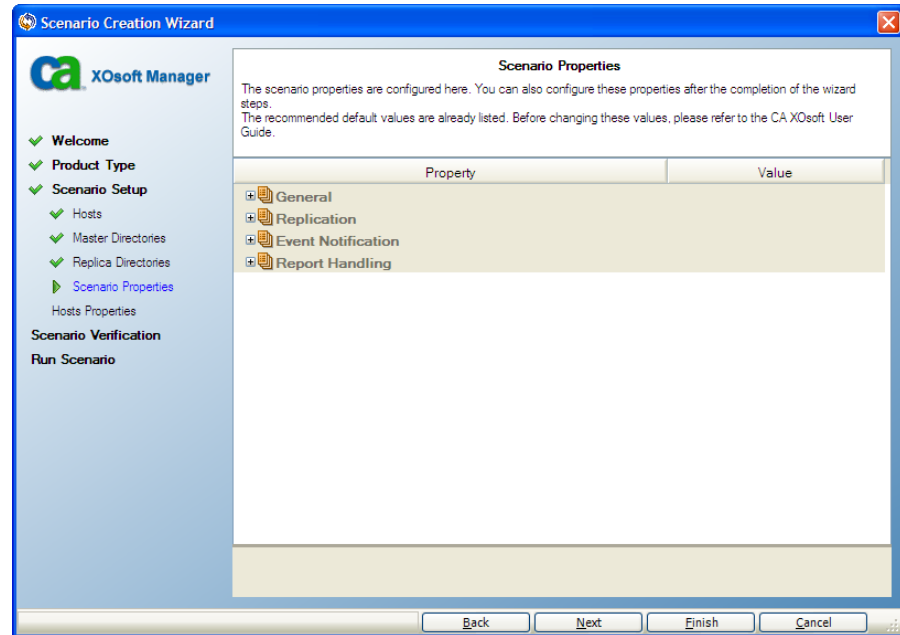 Scenario Creation Wizard
ca XOsoft Manager
Welcome
Product Type
Scenario Setup
Hosts
Master Directories
Replica Directories
Scenario Properties
Hosts Properties
Scenario Verification
Run Scenario
Scenario Properties
The scenario properties are configured here. You can also configure these properties after the completion of the wizard
steps.
The recommended default values are already listed. Before changing these values, please refer to the CA XOsoft User
Guide.
Property Value
General
Replication
Event Notification
Report Handling
Back Next Finish Cancel